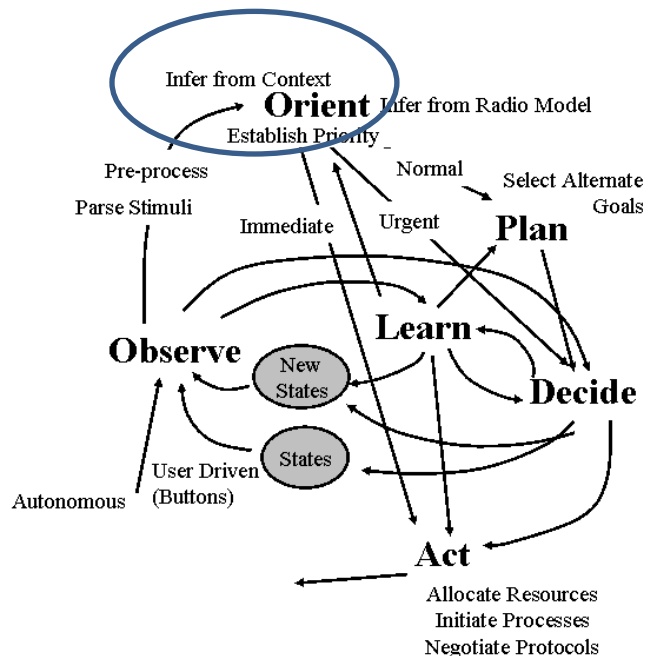 Infer from Context
Orient
Infer from Radio Model
Establish Priority
Pre-process
Normal
Select Alternate
Goals
Parse Stimuli
Immediate
Urgent
Plan
Learn
Observe
New
States
Decide
States
User Driven
(Buttons)
Autonomous
Act
Allocate Resources
Initiate Processes
Negotiate Protocols